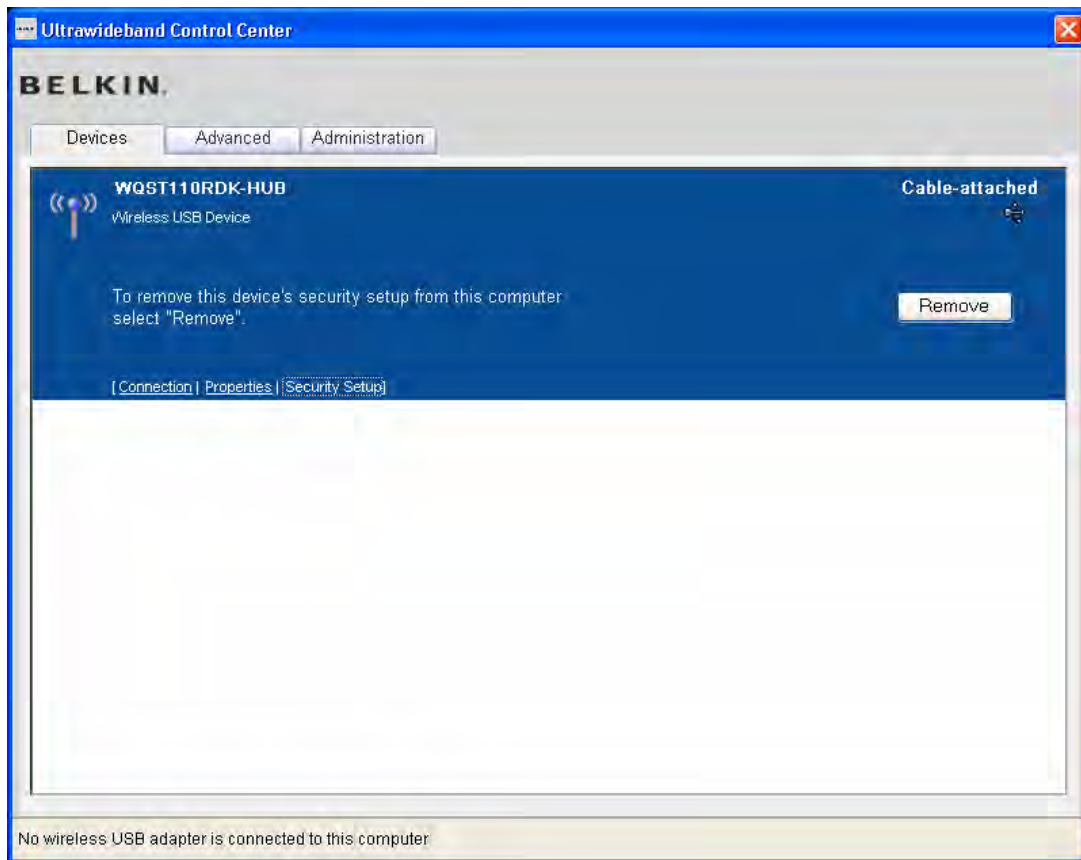 Ultrawideband Control Center
BELKIN.
Devices Advanced Administration
WQST110RDK-HUB Cable-attached
Wireless USB Device
To remove this device's security setup from this computer
select "Remove".
Remove
[ Connection | Properties | Security Setup]
No wireless USB adapter is connected to this computer